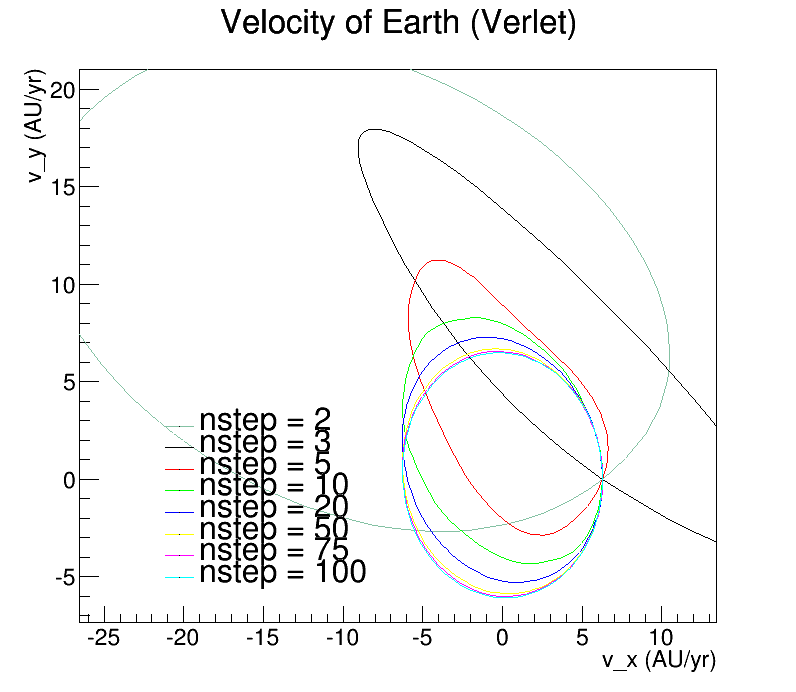 Velocity of Earth (Verlet)
v_y (AU/yr)
20
15
10
5
0
-5
nstep = 2
nstep = 3
nstep = 5
nstep = 10
nstep = 20
nstep = 50
nstep = 75
nstep = 100
-25 -20 -15 -10 -5 0 5 10
v_x (AU/yr)